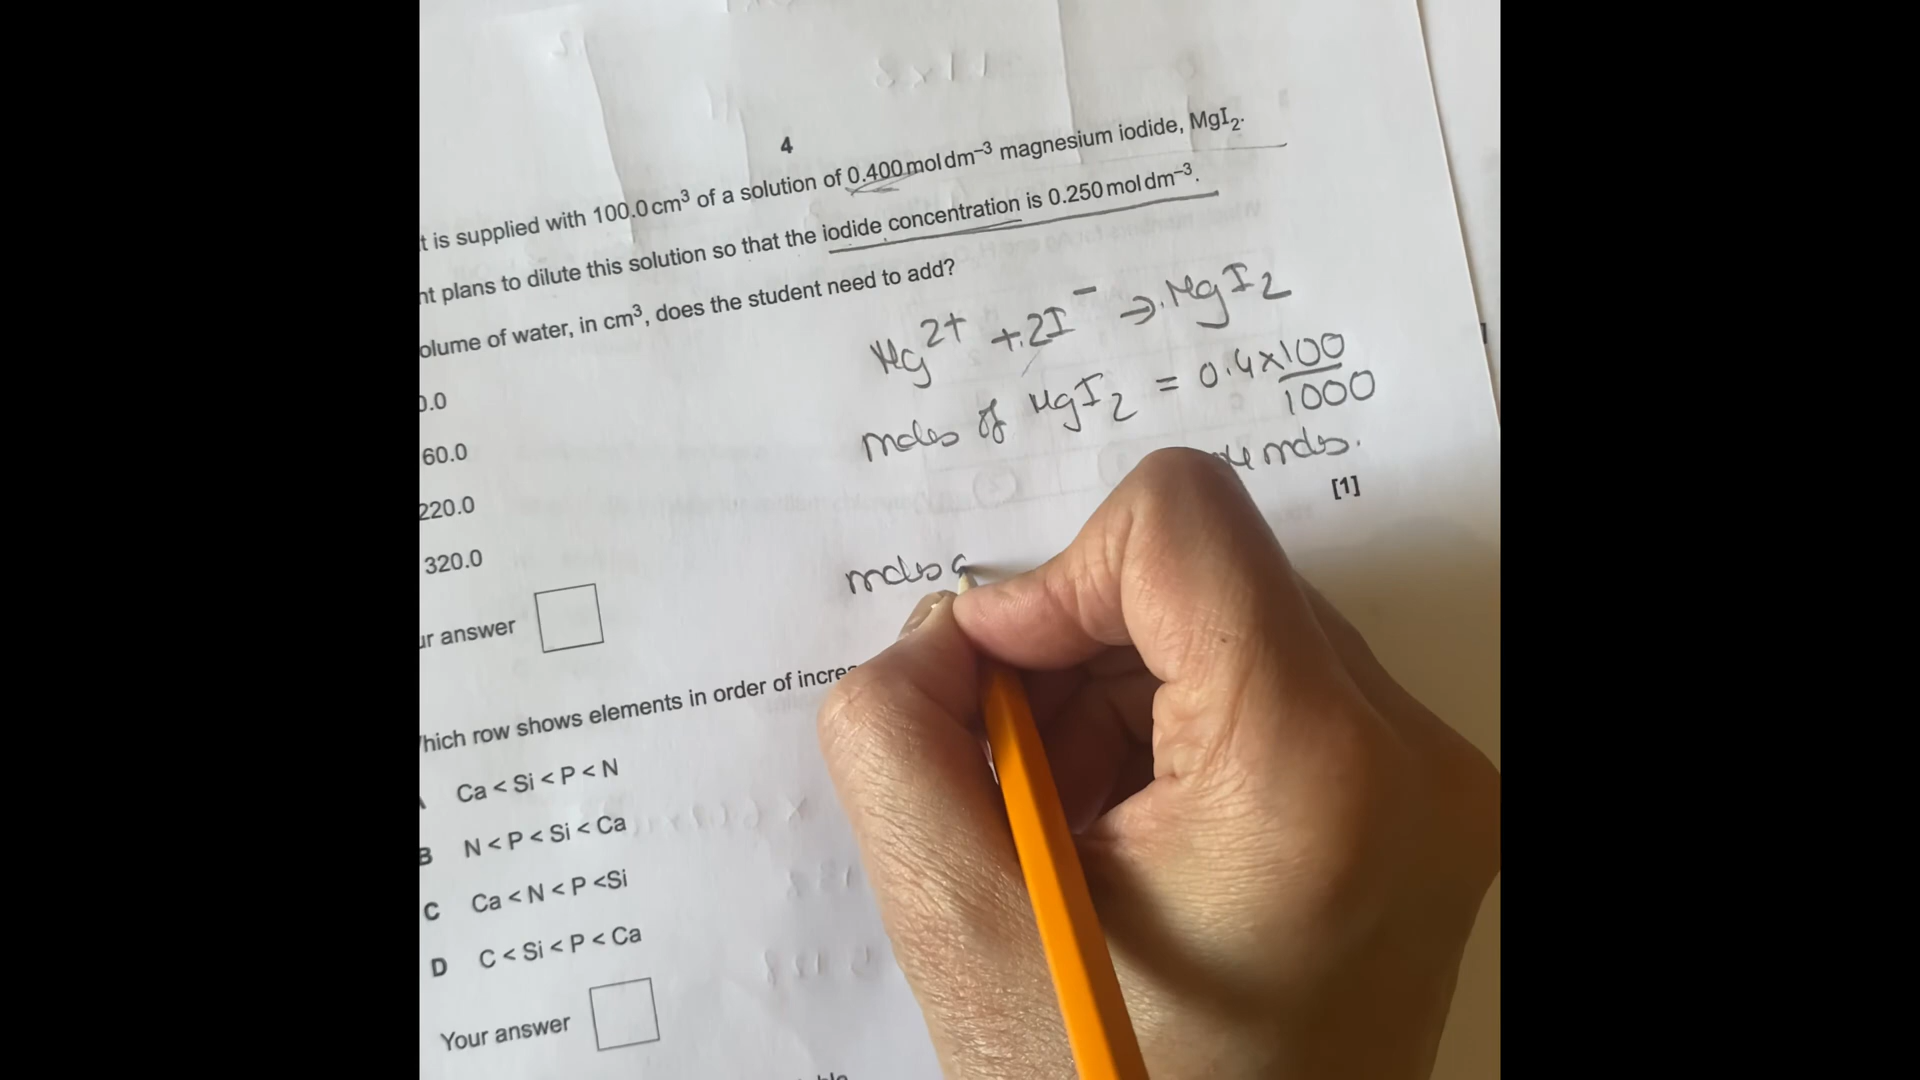 4
t is supplied with 100.0 cm³ of a solution of 0.400 mol dm⁻³ magnesium iodide, MgI₂.
nt plans to dilute this solution so that the iodide concentration is 0.250 mol dm⁻³.
olume of water, in cm³, does the student need to add?
Mg²⁺ + 2I⁻ → MgI₂
0.0
moles of MgI₂ = 0.4 × 100
1000
60.0
moles.
220.0
[1]
320.0
moles
ur answer
hich row shows elements in order of incre
Ca < Si < P < N
B N < P < Si < Ca
C Ca < N < P <Si
D C < Si < P < Ca
Your answer